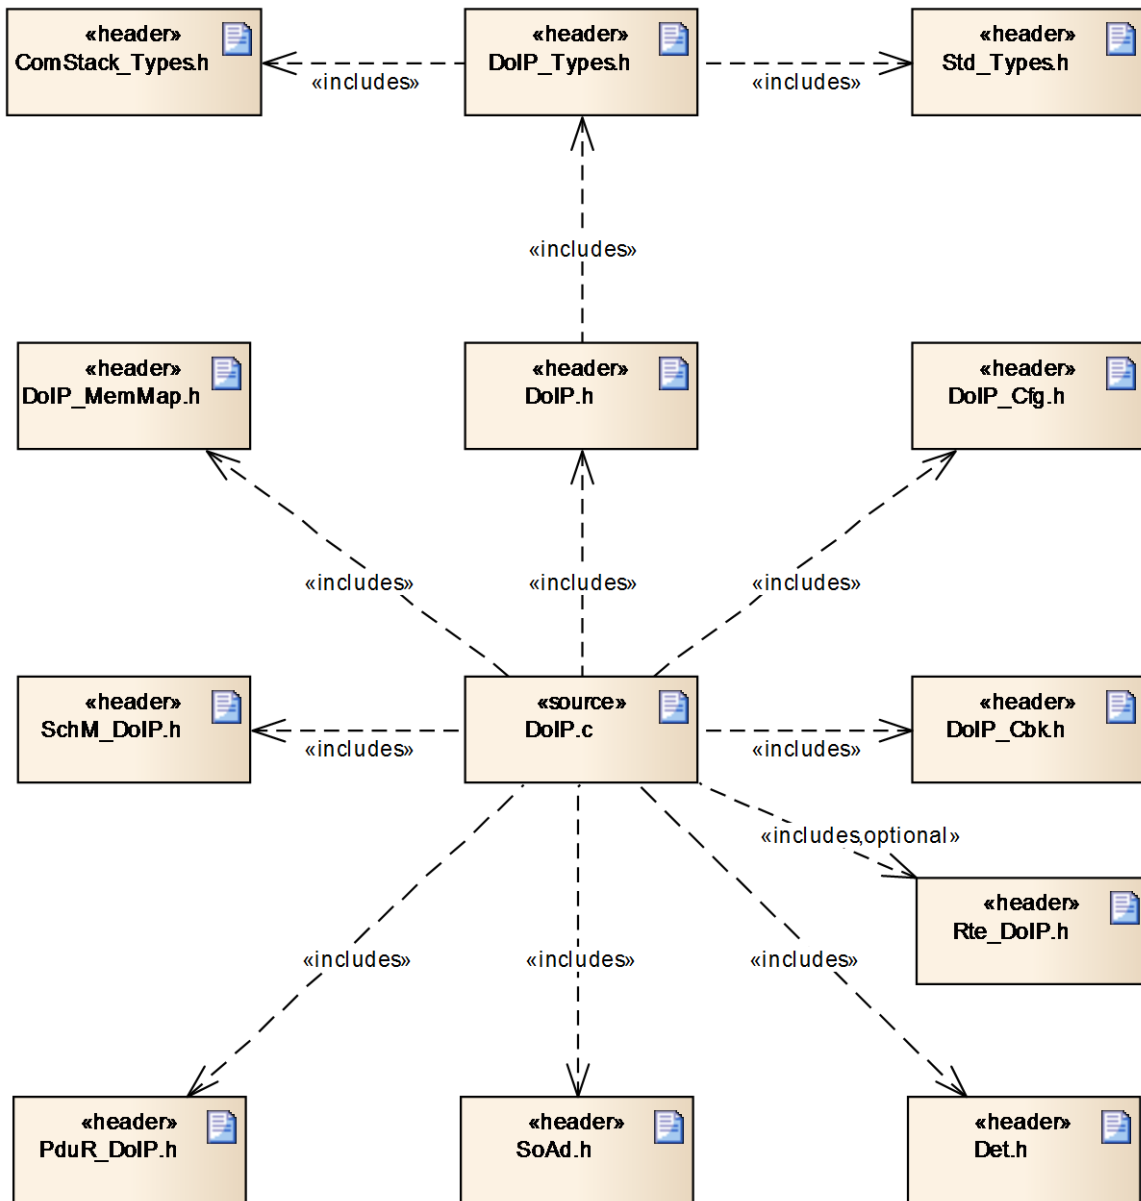 «header»
ComStack_Types.h
«header»
DoIP_Types.h
«header»
Std_Types.h
«includes»
«includes»
«includes»
«header»
DoIP_MemMap.h
«header»
DoIP.h
«header»
DoIP_Cfg.h
«includes»
«includes»
«includes»
«header»
SchM_DoIP.h
«source»
DoIP.c
«header»
DoIP_Cbk.h
«includes»
«includes»
«includes,optional»
«header»
Rte_DoIP.h
«includes»
«includes»
«includes»
«header»
PduR_DoIP.h
«header»
SoAd.h
«header»
Det.h